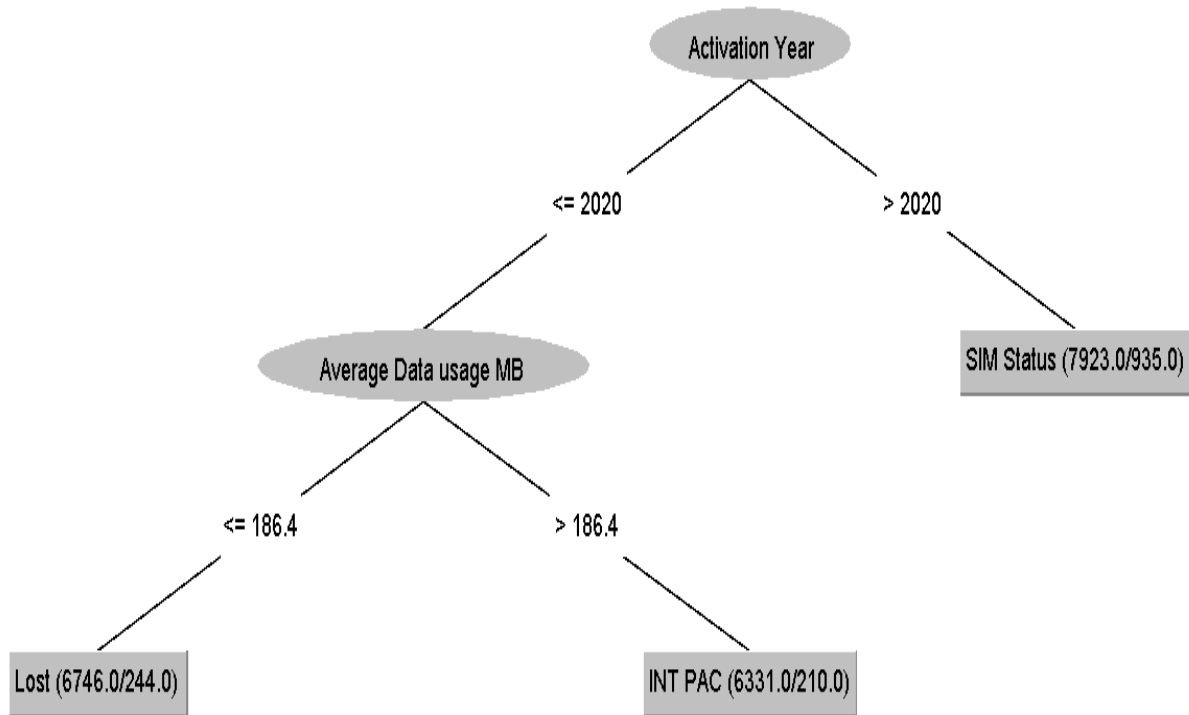 Activation Year
<= 2020
> 2020
Average Data usage MB
SIM Status (7923.0/935.0)
<= 186.4
> 186.4
Lost (6746.0/244.0)
INT PAC (6331.0/210.0)